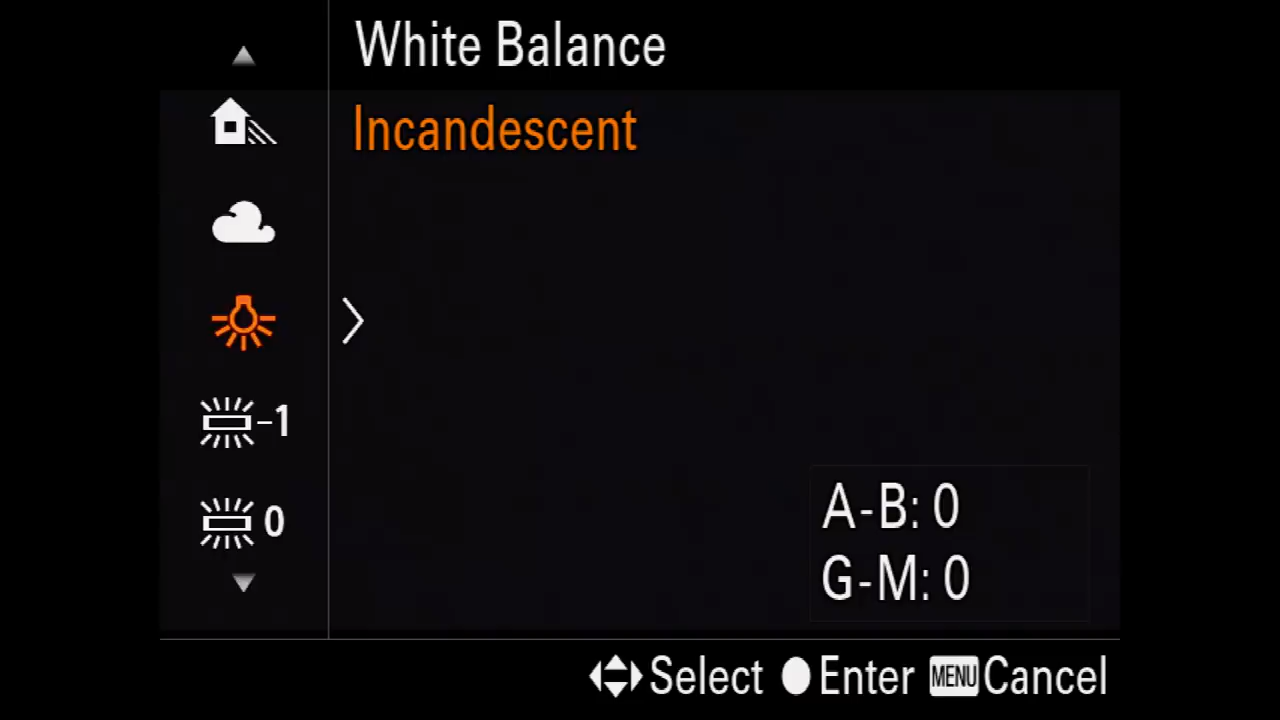 White Balance
Incandescent
-1
0
A-B: 0
G-M: 0
Select Enter MENU Cancel